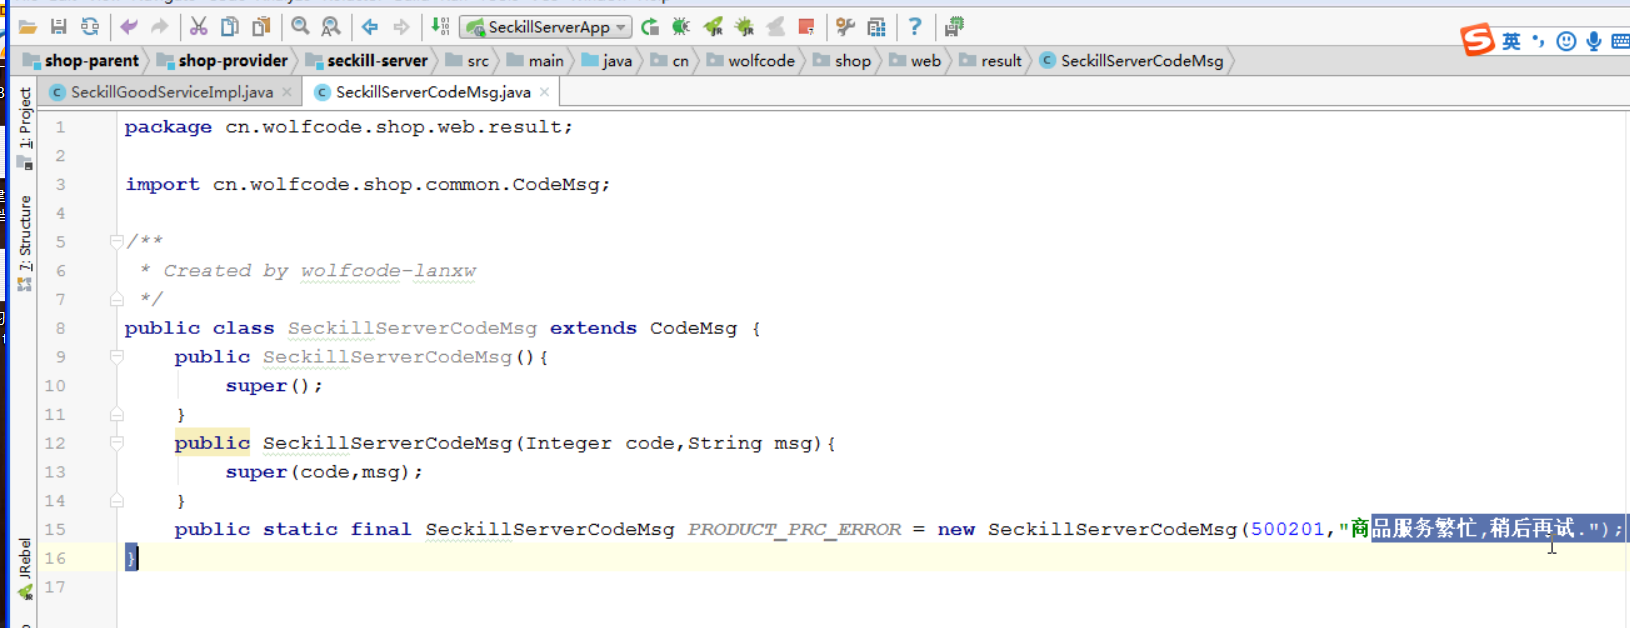 SeckillServerApp
英
shop-parent shop-provider seckill-server src main java cn wolfcode shop web result SeckillServerCodeMsg
SeckillGoodServiceImpl.java SeckillServerCodeMsg.java
1: Project
7: Structure
JRebel
1 package cn.wolfcode.shop.web.result;
2
3 import cn.wolfcode.shop.common.CodeMsg;
4
5 /**
6 * Created by wolfcode-lanxw
7 */
8 public class SeckillServerCodeMsg extends CodeMsg {
9 public SeckillServerCodeMsg(){
10 super();
11 }
12 public SeckillServerCodeMsg(Integer code,String msg){
13 super(code,msg);
14 }
15 public static final SeckillServerCodeMsg PRODUCT_PRC_ERROR = new SeckillServerCodeMsg(500201,"商品服务繁忙,稍后再试.");
16 }
17